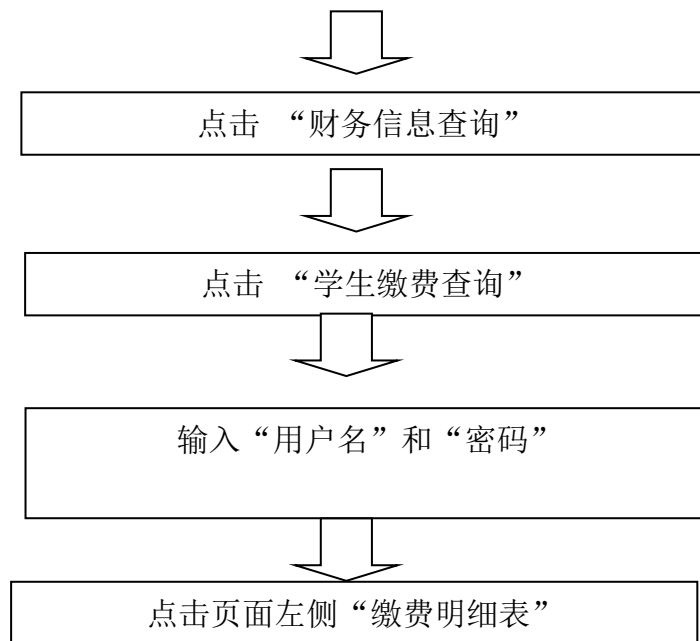 点击 “财务信息查询”
点击 “学生缴费查询”
输入“用户名”和“密码”
点击页面左侧“缴费明细表”